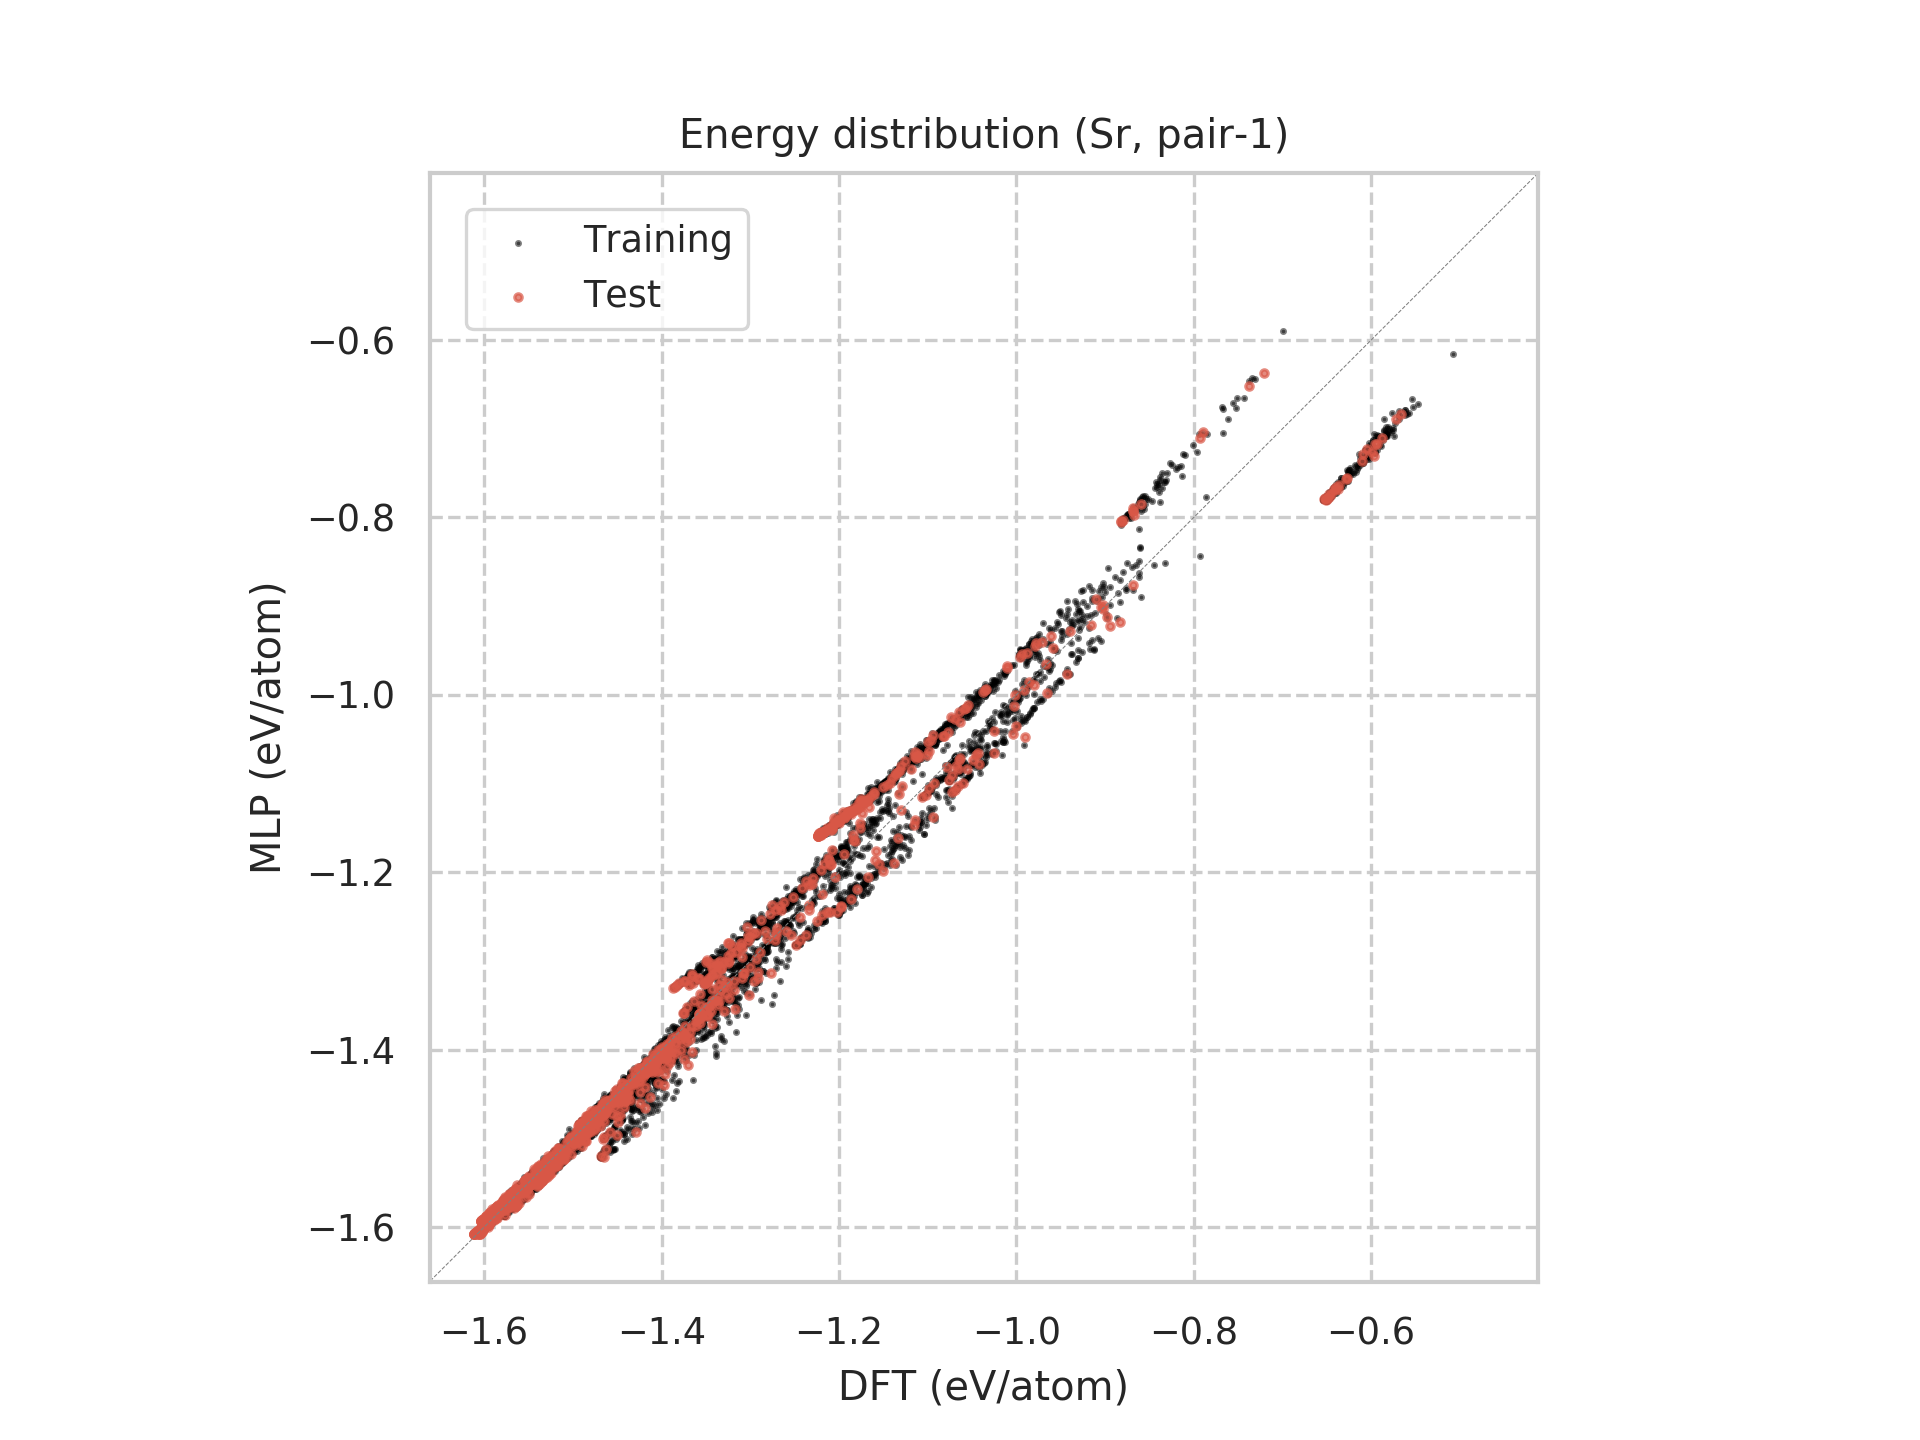 Energy distribution (Sr, pair-1)
Training
Test
−0.6
−0.8
−1.0
−1.2
−1.4
−1.6
MLP (eV/atom)
−1.6 −1.4 −1.2 −1.0 −0.8 −0.6
DFT (eV/atom)